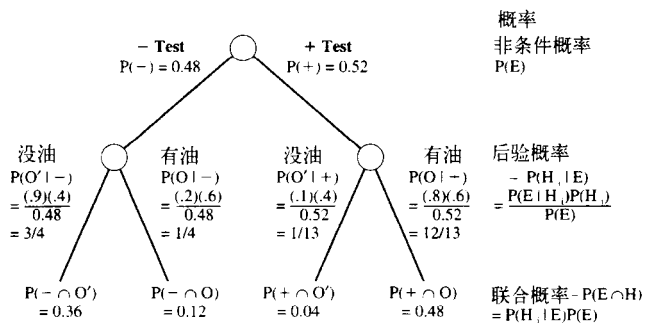 概率
− Test
+ Test
非条件概率
P(−) = 0.48
P(+) = 0.52
P(E)
没油
有油
没油
有油
后验概率
P(O′|−)
P(O|−)
P(O′|+)
P(O|+)
− P(H_i|E)
= (.9)(.4)/0.48
= (.2)(.6)/0.48
= (.1)(.4)/0.52
= (.8)(.6)/0.52
= P(E|H_i)P(H_i)/P(E)
= 3/4
= 1/4
= 1/13
= 12/13
P(− ∩ O′)
P(− ∩ O)
P(+ ∩ O′)
P(+ ∩ O)
联合概率−P(E∩H)
= 0.36
= 0.12
= 0.04
= 0.48
= P(H_i|E)P(E)